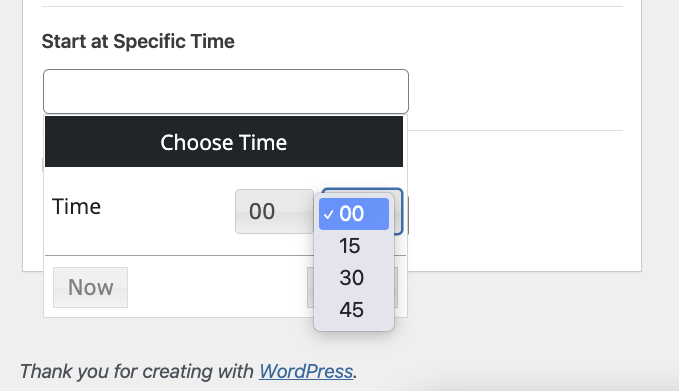 Start at Specific Time
Choose Time
Time 00 ✓ 00
15
30
45
Now
Thank you for creating with WordPress.